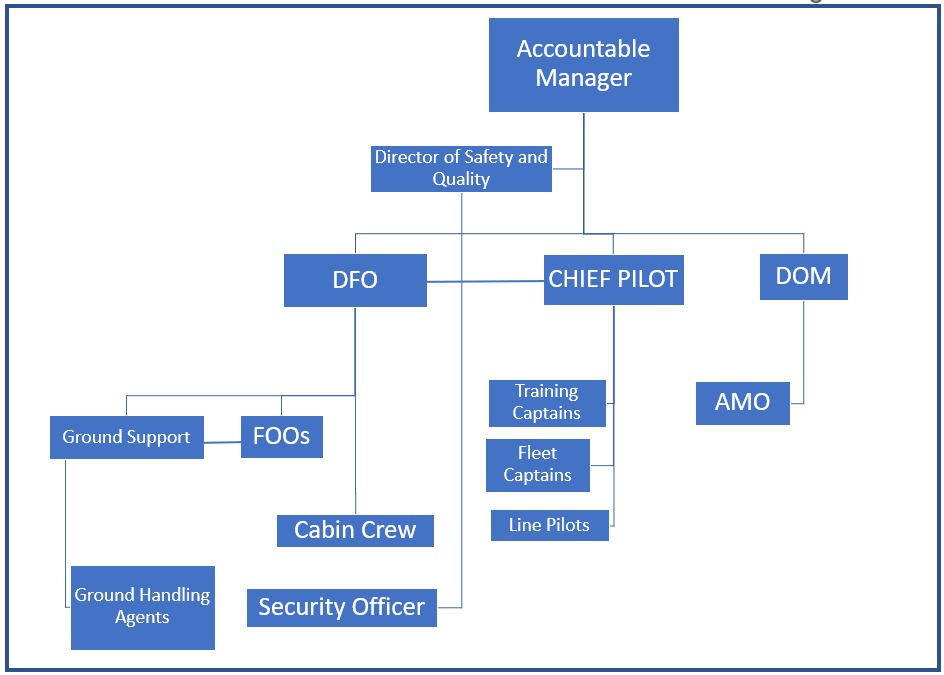 Accountable
Manager
Director of Safety and
Quality
DFO
CHIEF PILOT
DOM
Training
Captains
AMO
Ground Support
FOOs
Fleet
Captains
Line Pilots
Cabin Crew
Ground Handling
Agents
Security Officer